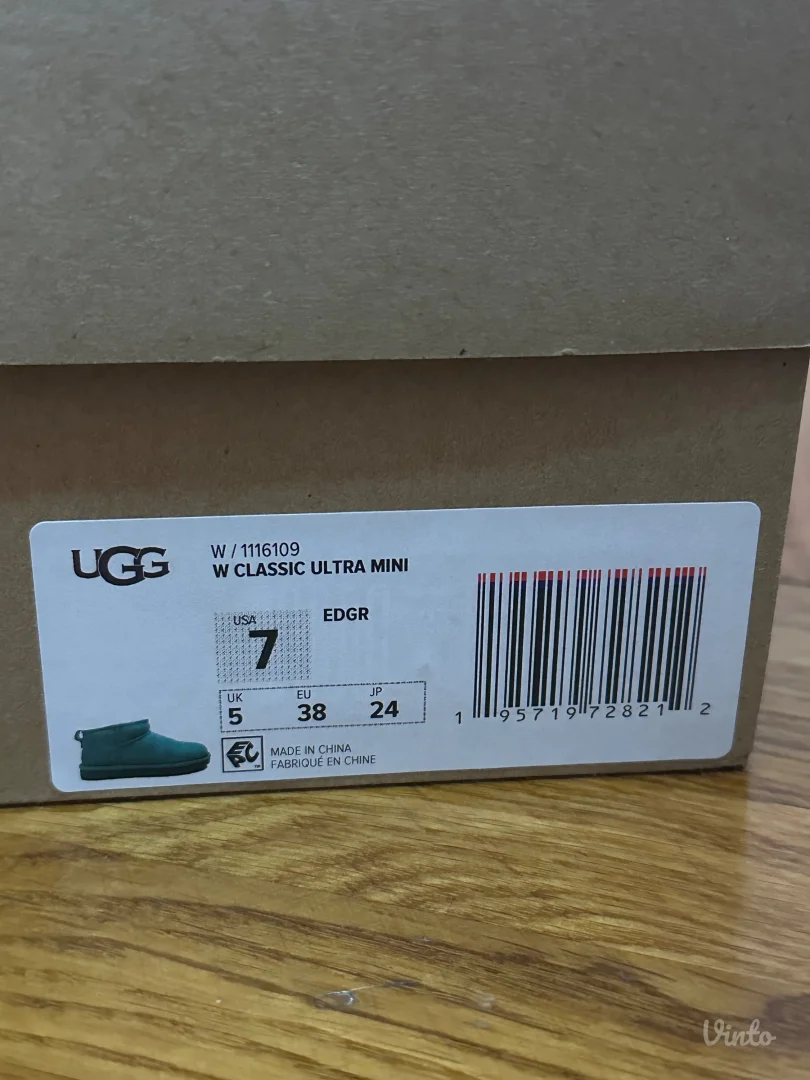 UGG
W / 1116109
W CLASSIC ULTRA MINI
EDGR
USA
7
UK EU JP
5 38 24
EPC™
MADE IN CHINA
FABRIQUÉ EN CHINE
1 95719 72821 2
Vinto